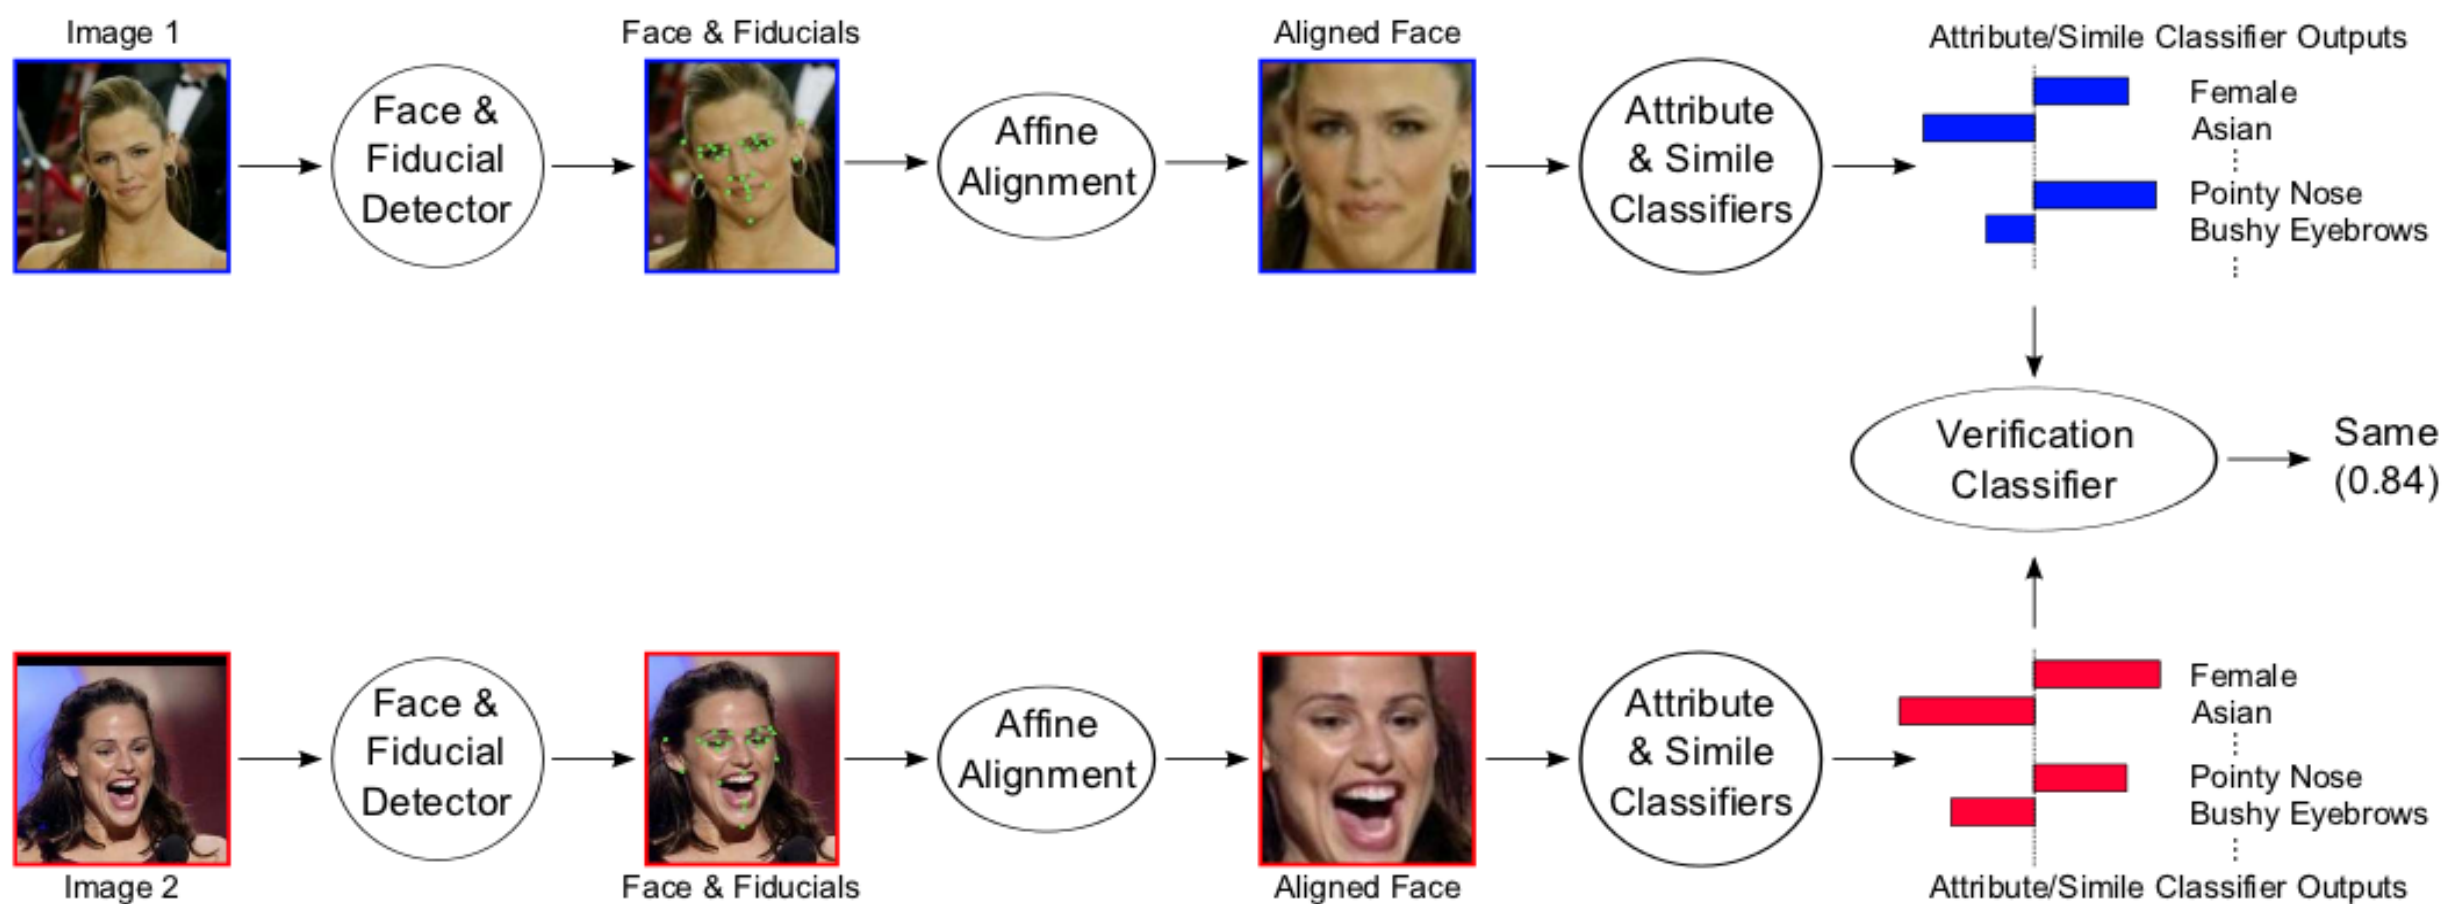 Image 1
Face & Fiducials
Aligned Face
Attribute/Simile Classifier Outputs
Face &
Fiducial
Detector
Affine
Alignment
Attribute
& Simile
Classifiers
Female
Asian
Pointy Nose
Bushy Eyebrows
Verification
Classifier
Same
(0.84)
Face &
Fiducial
Detector
Affine
Alignment
Attribute
& Simile
Classifiers
Female
Asian
Pointy Nose
Bushy Eyebrows
Image 2
Face & Fiducials
Aligned Face
Attribute/Simile Classifier Outputs